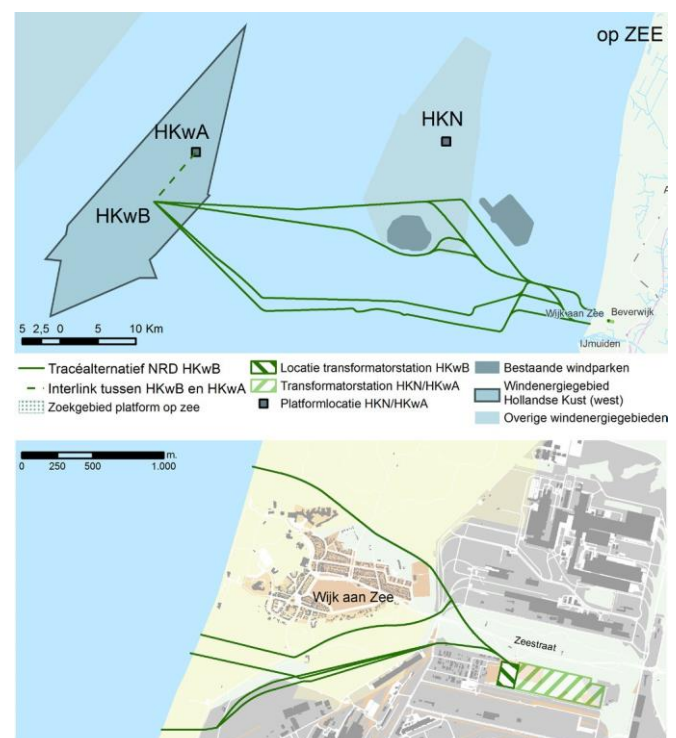 op ZEE
HKwA
HKN
HKwB
Wijk aan Zee
Beverwijk
IJmuiden
5 2,5 0 5 10 Km
Tracéalternatief NRD HKwB
Interlink tussen HKwB en HKwA
Zoekgebied platform op zee
Locatie transformatorstation HKwB
Transformatorstation HKN/HKwA
Platformlocatie HKN/HKwA
Bestaande windparken
Windenergiegebied
Hollandse Kust (west)
Overige windenergiegebieden
m.
0 250 500 1.000
Wijk aan Zee
Zeestraat